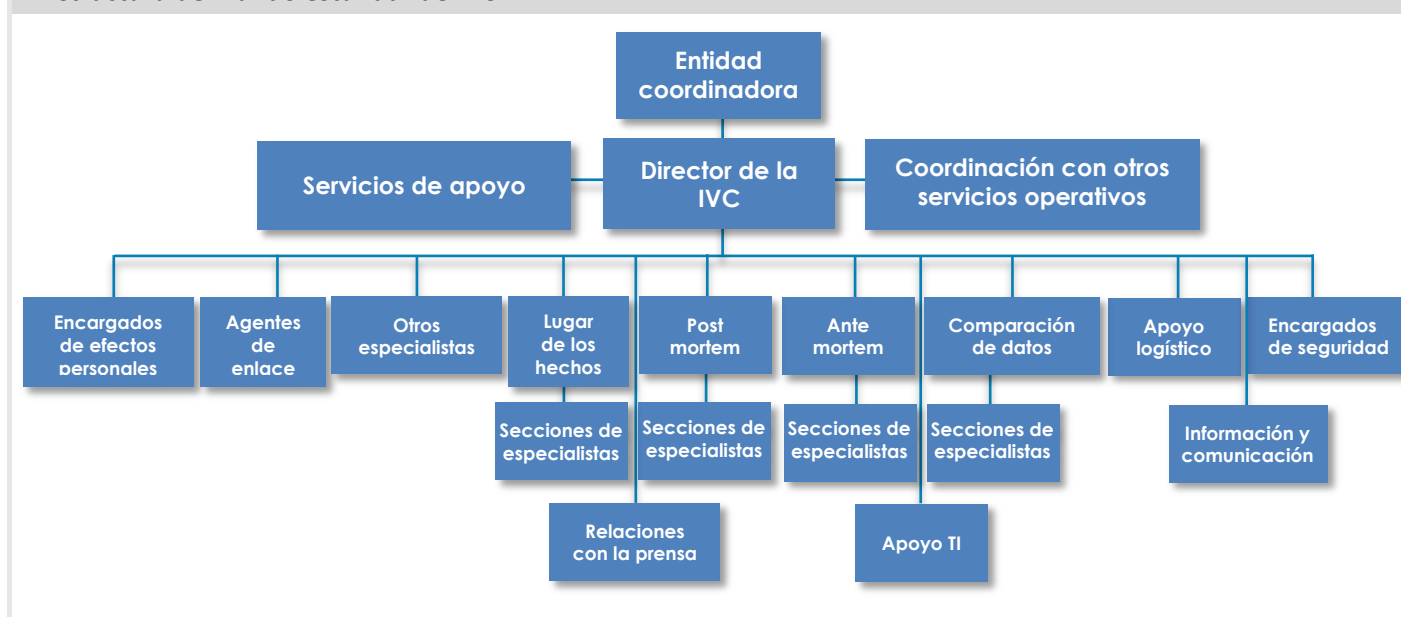 Entidad
coordinadora
Servicios de apoyo
Director de la
IVC
Coordinación con otros
servicios operativos
Encargados
de efectos
personales
Agentes
de
enlace
Otros
especialistas
Lugar
de los
hechos
Post
mortem
Ante
mortem
Comparación
de datos
Apoyo
logístico
Encargados
de seguridad
Secciones de
especialistas
Secciones de
especialistas
Secciones de
especialistas
Secciones de
especialistas
Información y
comunicación
Relaciones
con la prensa
Apoyo TI